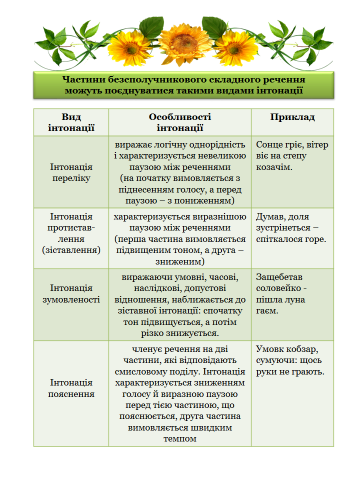 Частини безсполучникового складного речення
можуть поєднуватися такими видами інтонації
Вид
інтонації
Особливості
інтонації
Приклад
Інтонація
переліку
виражає логічну однорідність
і характеризується невеликою
паузою між реченнями
(на початку вимовляється з
піднесенням голосу, а перед
паузою – з пониженням)
Сонце гріє, вітер
віє на степу
козачім.
Інтонація
протистав-
лення
(зіставлення)
характеризується виразнішою
паузою між реченнями
(перша частина вимовляється
підвищеним тоном, а друга –
зниженим)
Думав, доля
зустрінеться –
спіткалося горе.
Інтонація
зумовленості
виражаючи умовні, часові,
наслідкові, допустові
відношення, наближається до
зіставної інтонації: спочатку
тон підвищується, а потім
різко знижується.
Защебетав
соловейко -
пішла луна
гаєм.
Інтонація
пояснення
членує речення на дві
частини, які відповідають
смисловому поділу. Інтонація
характеризується зниженням
голосу й виразною паузою
перед тією частиною, що
пояснюється, друга частина
вимовляється швидким
темпом
Умовк кобзар,
сумуючи: щось
руки не грають.